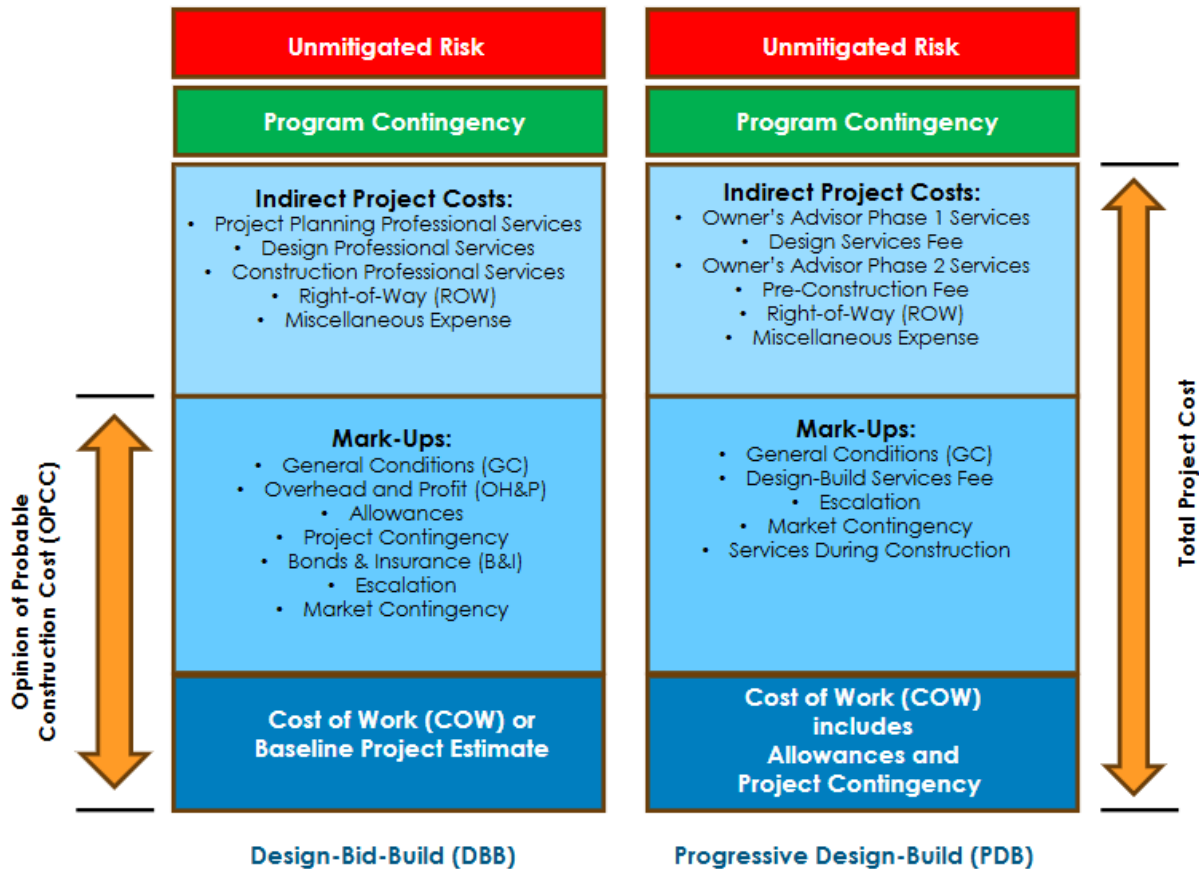 Unmitigated Risk
Program Contingency
Indirect Project Costs:
• Project Planning Professional Services
• Design Professional Services
• Construction Professional Services
• Right-of-Way (ROW)
• Miscellaneous Expense
Mark-Ups:
• General Conditions (GC)
• Overhead and Profit (OH&P)
• Allowances
• Project Contingency
• Bonds & Insurance (B&I)
• Escalation
• Market Contingency
Cost of Work (COW) or
Baseline Project Estimate
Design-Bid-Build (DBB)
Opinion of Probable
Construction Cost (OPCC)
Unmitigated Risk
Program Contingency
Indirect Project Costs:
• Owner's Advisor Phase 1 Services
• Design Services Fee
• Owner's Advisor Phase 2 Services
• Pre-Construction Fee
• Right-of-Way (ROW)
• Miscellaneous Expense
Mark-Ups:
• General Conditions (GC)
• Design-Build Services Fee
• Escalation
• Market Contingency
• Services During Construction
Cost of Work (COW)
includes
Allowances and
Project Contingency
Progressive Design-Build (PDB)
Total Project Cost